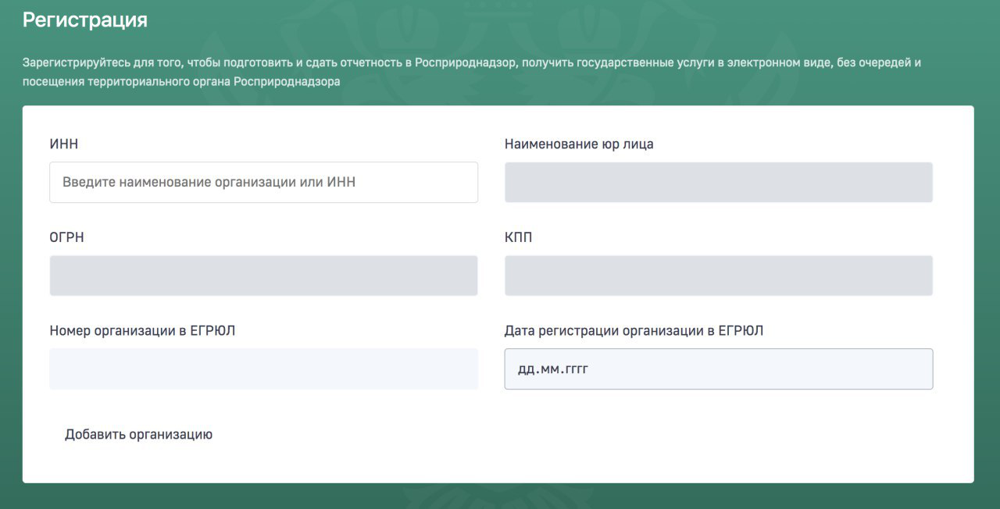 Регистрация
Зарегистрируйтесь для того, чтобы подготовить и сдать отчетность в Росприроднадзор, получить государственные услуги в электронном виде, без очередей и
посещения территориального органа Росприроднадзора
ИНН
Наименование юр лица
Введите наименование организации или ИНН
ОГРН
КПП
Номер организации в ЕГРЮЛ
Дата регистрации организации в ЕГРЮЛ
дд.мм.гггг
Добавить организацию